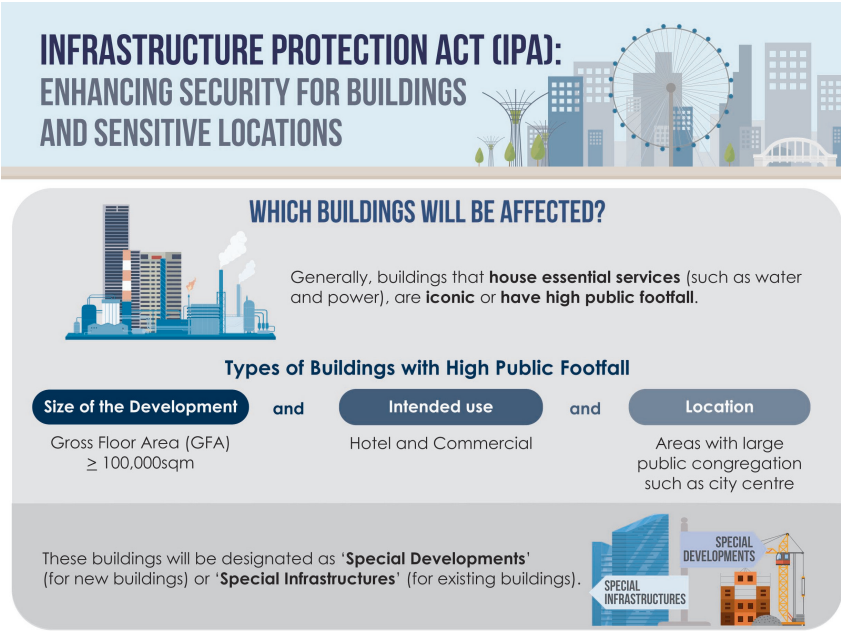 INFRASTRUCTURE PROTECTION ACT (IPA):
ENHANCING SECURITY FOR BUILDINGS
AND SENSITIVE LOCATIONS
WHICH BUILDINGS WILL BE AFFECTED?
Generally, buildings that house essential services (such as water
and power), are iconic or have high public footfall.
Types of Buildings with High Public Footfall
Size of the Development and Intended use and Location
Gross Floor Area (GFA)
≥ 100,000sqm
Hotel and Commercial
Areas with large
public congregation
such as city centre
These buildings will be designated as ‘Special Developments’
(for new buildings) or ‘Special Infrastructures’ (for existing buildings).
SPECIAL
DEVELOPMENTS
SPECIAL
INFRASTRUCTURES